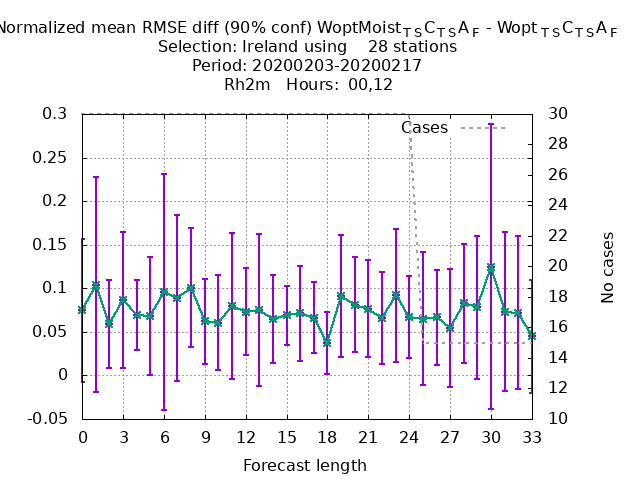 Normalized mean RMSE diff (90% conf) WoptMoistTSCTSAF - WoptTSCTSAF
Selection: Ireland using 28 stations
Period: 20200203-20200217
Rh2m Hours: 00,12
Cases
0.3
0.25
0.2
0.15
0.1
0.05
0
-0.05
30
28
26
24
22
20
18
16
14
12
10
No cases
0 3 6 9 12 15 18 21 24 27 30 33
Forecast length